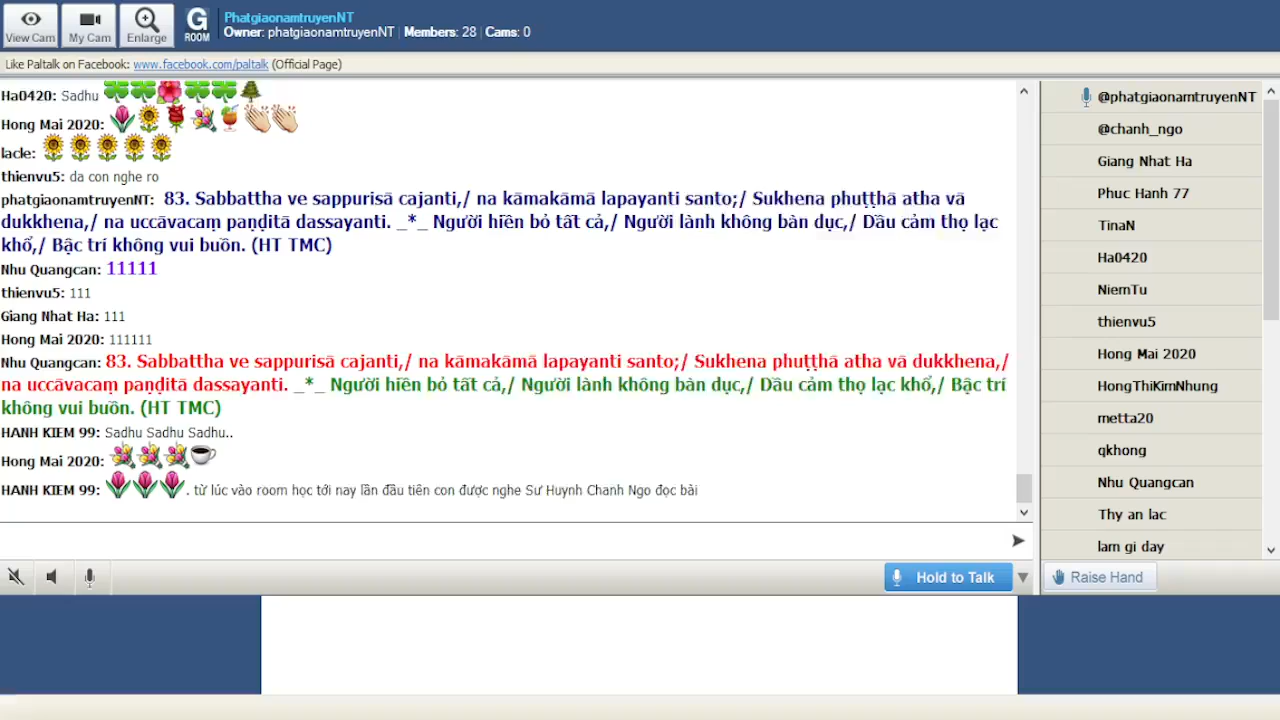 View Cam
My Cam
Enlarge
G
ROOM
PhatgiaonamtruyenNT
Owner: phatgiaonamtruyenNT | Members: 28 | Cams: 0
Like Paltalk on Facebook: www.facebook.com/paltalk (Official Page)
Ha0420: Sadhu
Hong Mai 2020:
lacle:
thienvu5: da con nghe ro
phatgiaonamtruyenNT: 83. Sabbattha ve sappurisā cajanti,/ na kāmakāmā lapayanti santo;/ Sukhena phuṭṭhā atha vā
dukkhena,/ na uccāvacaṃ paṇḍitā dassayanti. _*_ Người hiền bỏ tất cả,/ Người lành không bàn dục,/ Dầu cảm thọ lạc
khổ,/ Bậc trí không vui buồn. (HT TMC)
Nhu Quangcan: 11111
thienvu5: 111
Giang Nhat Ha: 111
Hong Mai 2020: 111111
Nhu Quangcan: 83. Sabbattha ve sappurisā cajanti,/ na kāmakāmā lapayanti santo;/ Sukhena phuṭṭhā atha vā dukkhena,/
na uccāvacaṃ paṇḍitā dassayanti. _*_ Người hiền bỏ tất cả,/ Người lành không bàn dục,/ Dầu cảm thọ lạc khổ,/ Bậc trí
không vui buồn. (HT TMC)
HANH KIEM 99: Sadhu Sadhu Sadhu..
Hong Mai 2020:
HANH KIEM 99: . từ lúc vào room học tới nay lần đầu tiên con được nghe Sư Huynh Chanh Ngo đọc bài
Hold to Talk
@phatgiaonamtruyenNT
@chanh_ngo
Giang Nhat Ha
Phuc Hanh 77
TinaN
Ha0420
NiemTu
thienvu5
Hong Mai 2020
HongThiKimNhung
metta20
qkhong
Nhu Quangcan
Thy an lac
lam gi day
Raise Hand